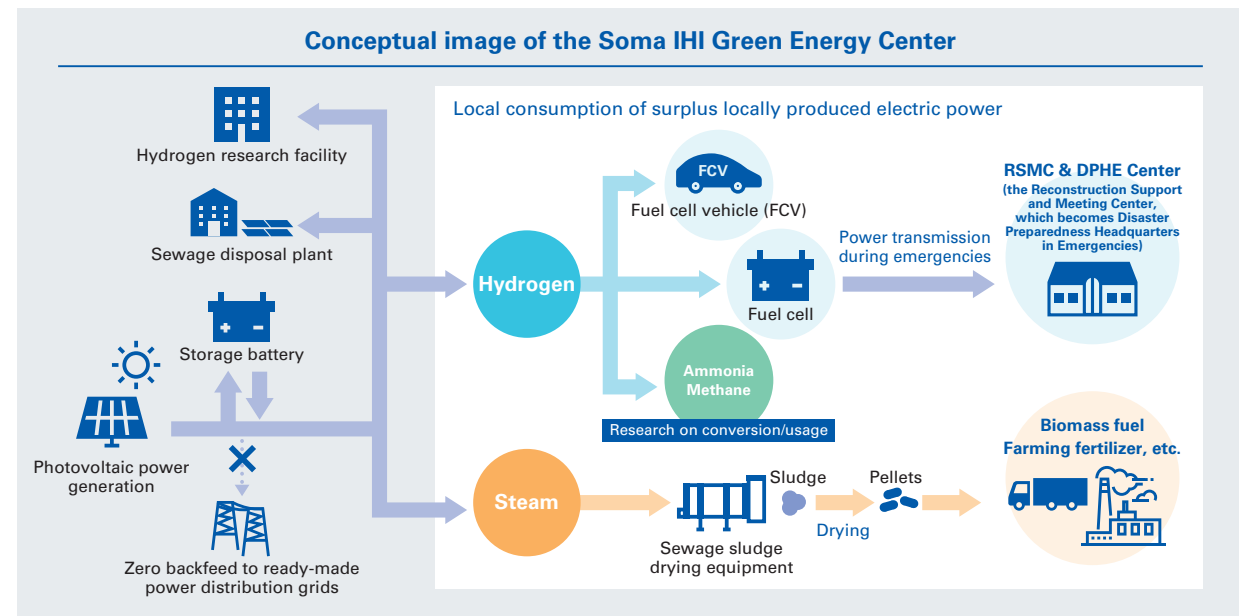 Conceptual image of the Soma IHI Green Energy Center
Hydrogen research facility
Sewage disposal plant
+ -
Storage battery
Photovoltaic power
generation
Zero backfeed to ready-made
power distribution grids
Local consumption of surplus locally produced electric power
Hydrogen
FCV
Fuel cell vehicle (FCV)
+ -
Fuel cell
Power transmission
during emergencies
RSMC & DPHE Center
(the Reconstruction Support
and Meeting Center,
which becomes Disaster
Preparedness Headquarters
in Emergencies)
Ammonia
Methane
Research on conversion/usage
Steam
Sewage sludge
drying equipment
Sludge
Drying
Pellets
Biomass fuel
Farming fertilizer, etc.